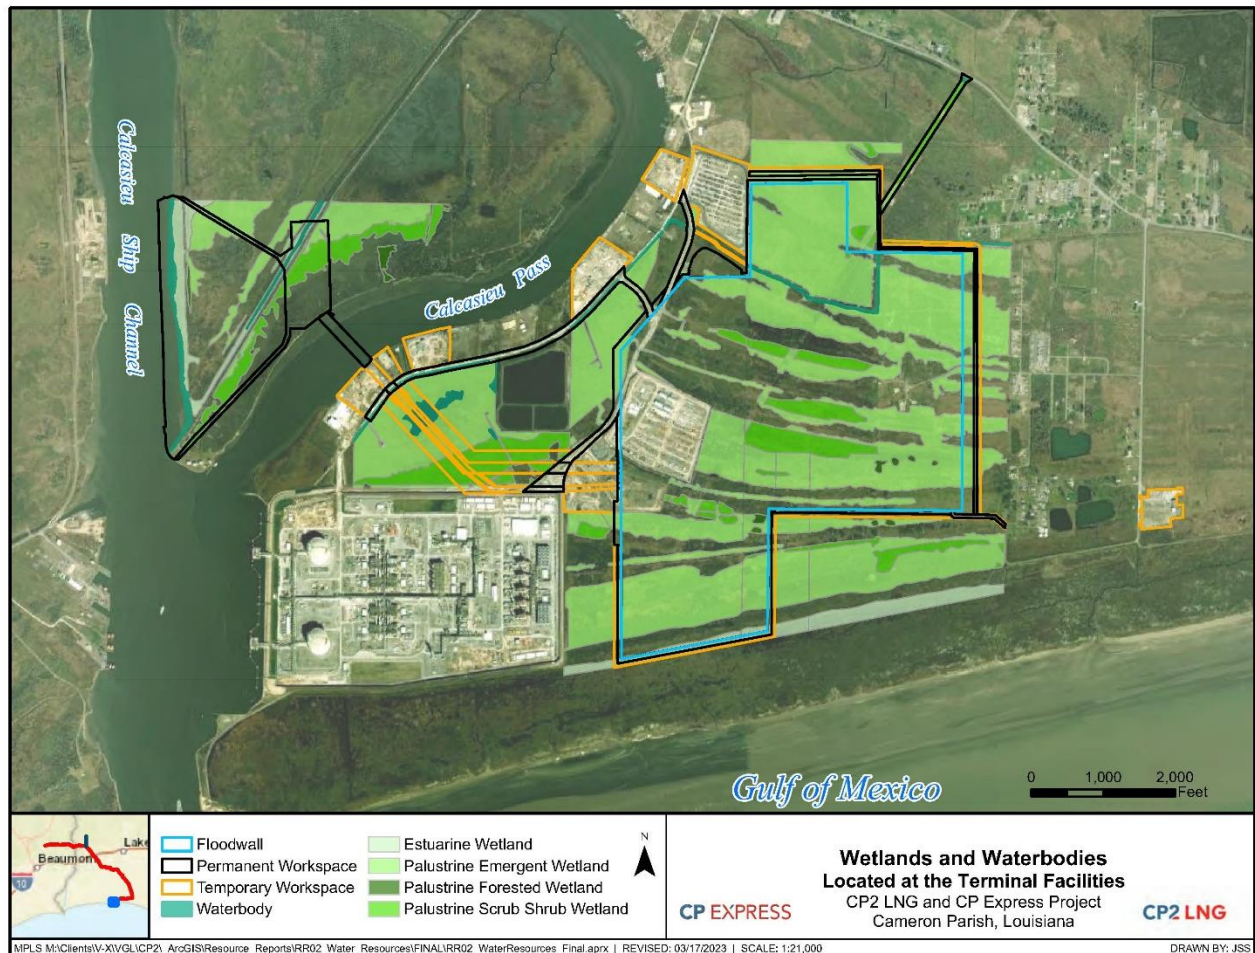 Calcasieu Ship Channel
Calcasieu Pass
Gulf of Mexico
0 1,000 2,000
Feet
Beaumont
Lake
10
Floodwall
Permanent Workspace
Temporary Workspace
Waterbody
Estuarine Wetland
Palustrine Emergent Wetland
Palustrine Forested Wetland
Palustrine Scrub Shrub Wetland
N
CP EXPRESS
Wetlands and Waterbodies
Located at the Terminal Facilities
CP2 LNG and CP Express Project
Cameron Parish, Louisiana
CP2 LNG
MPLS M:\Clients\V-X\VGL\CP2\_ArcGIS\Resource_Reports\RR02_Water_Resources\FINAL\RR02_WaterResources_Final.aprx | REVISED: 03/17/2023 | SCALE: 1:21,000
DRAWN BY: JSS